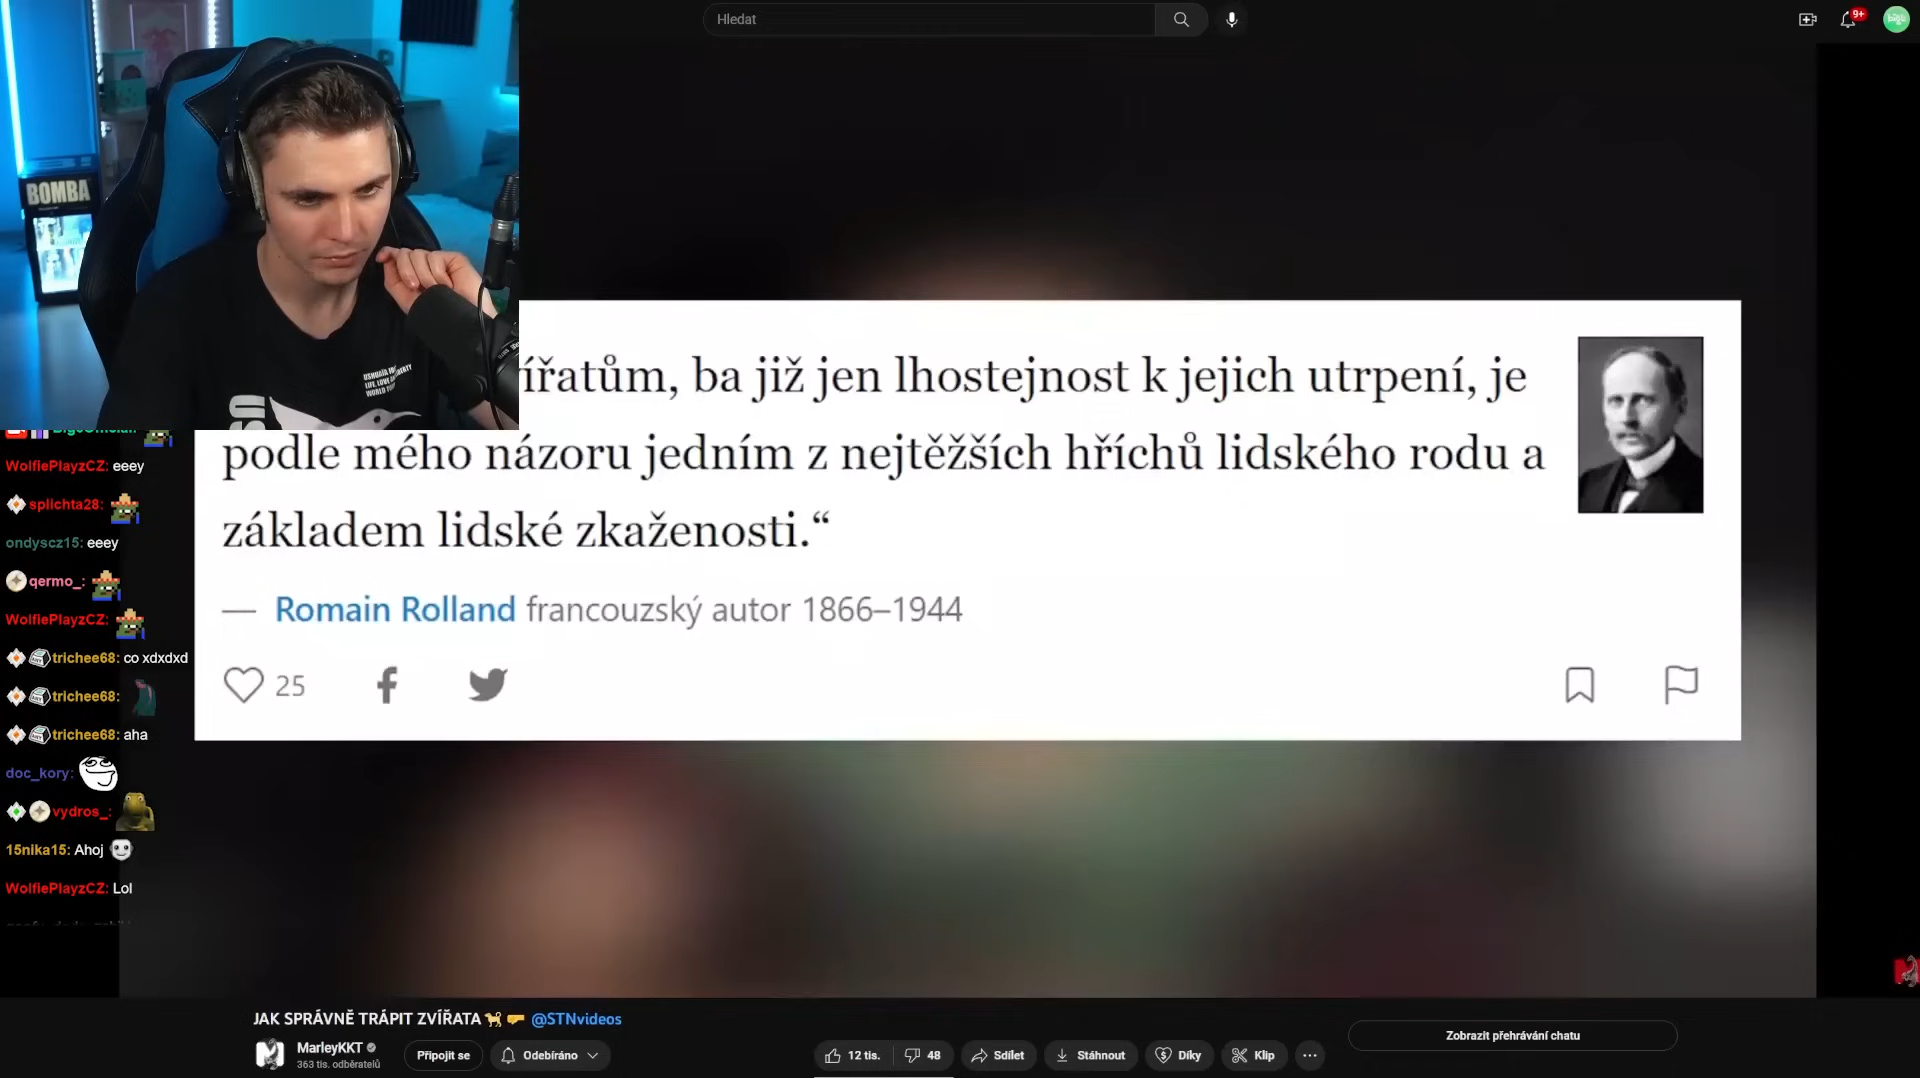 Hledat
9+
BOMBA
ířatům, ba již jen lhostejnost k jejich utrpení, je
podle mého názoru jedním z nejtěžších hříchů lidského rodu a
základem lidské zkaženosti.“
— Romain Rolland francouzský autor 1866–1944
25
WolfiePlayzCZ: eeey
splichta28:
ondyscz15: eeey
qermo_:
WolfiePlayzCZ:
trichee68: co xdxdxd
trichee68:
trichee68: aha
doc_kory:
vydros_:
15nika15: Ahoj
WolfiePlayzCZ: Lol
JAK SPRÁVNĚ TRÁPIT ZVÍŘATA @STNvideos
MarleyKKT
363 tis. odběratelů
Připojit se
Odebíráno
12 tis.
48
Sdílet
Stáhnout
Díky
Klip
Zobrazit přehrávání chatu